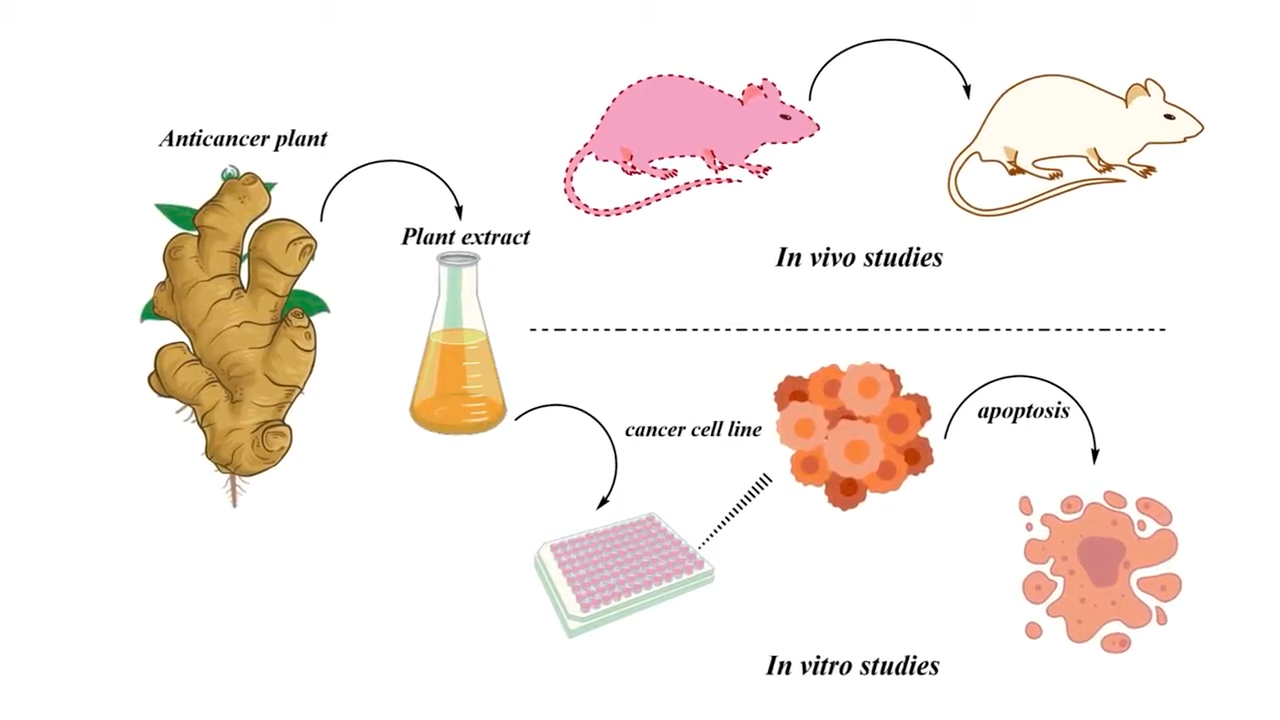 Anticancer plant
Plant extract
In vivo studies
cancer cell line
apoptosis
In vitro studies